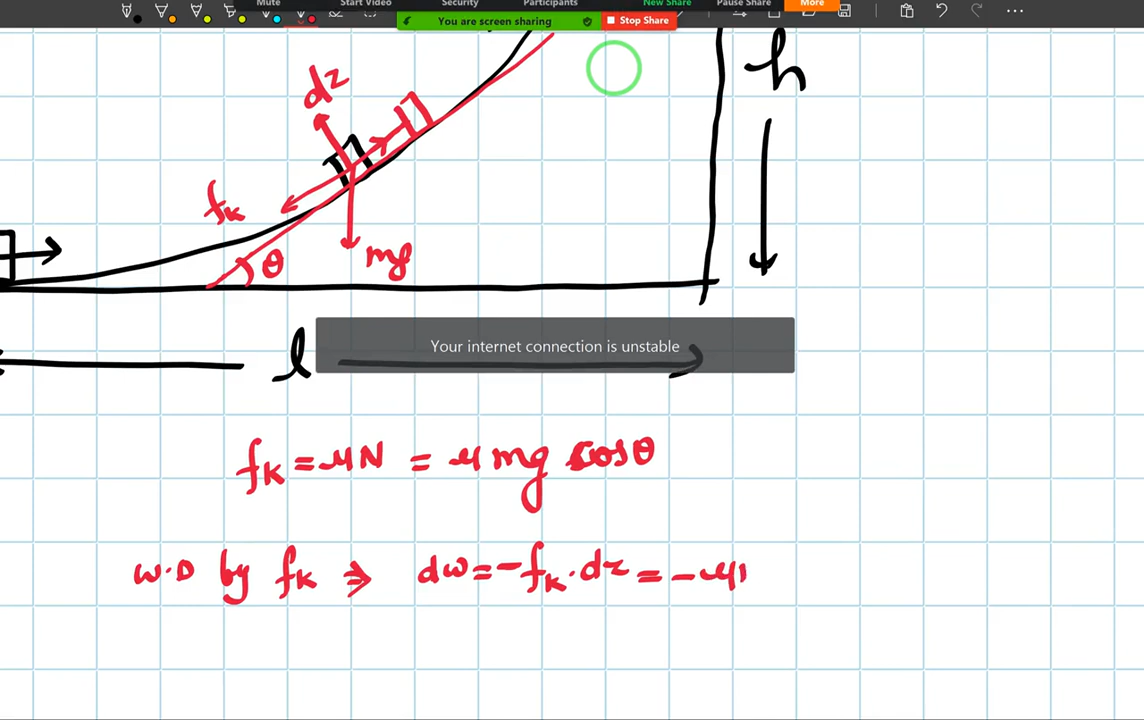 Mute Start Video Security Participants New Share Pause Share More
You are screen sharing Stop Share
h
dz
fk
θ
mg
l
Your internet connection is unstable
fk = μN = μ mg cosθ
W.D by fk ⇒ dw = - fk . dz = - μ